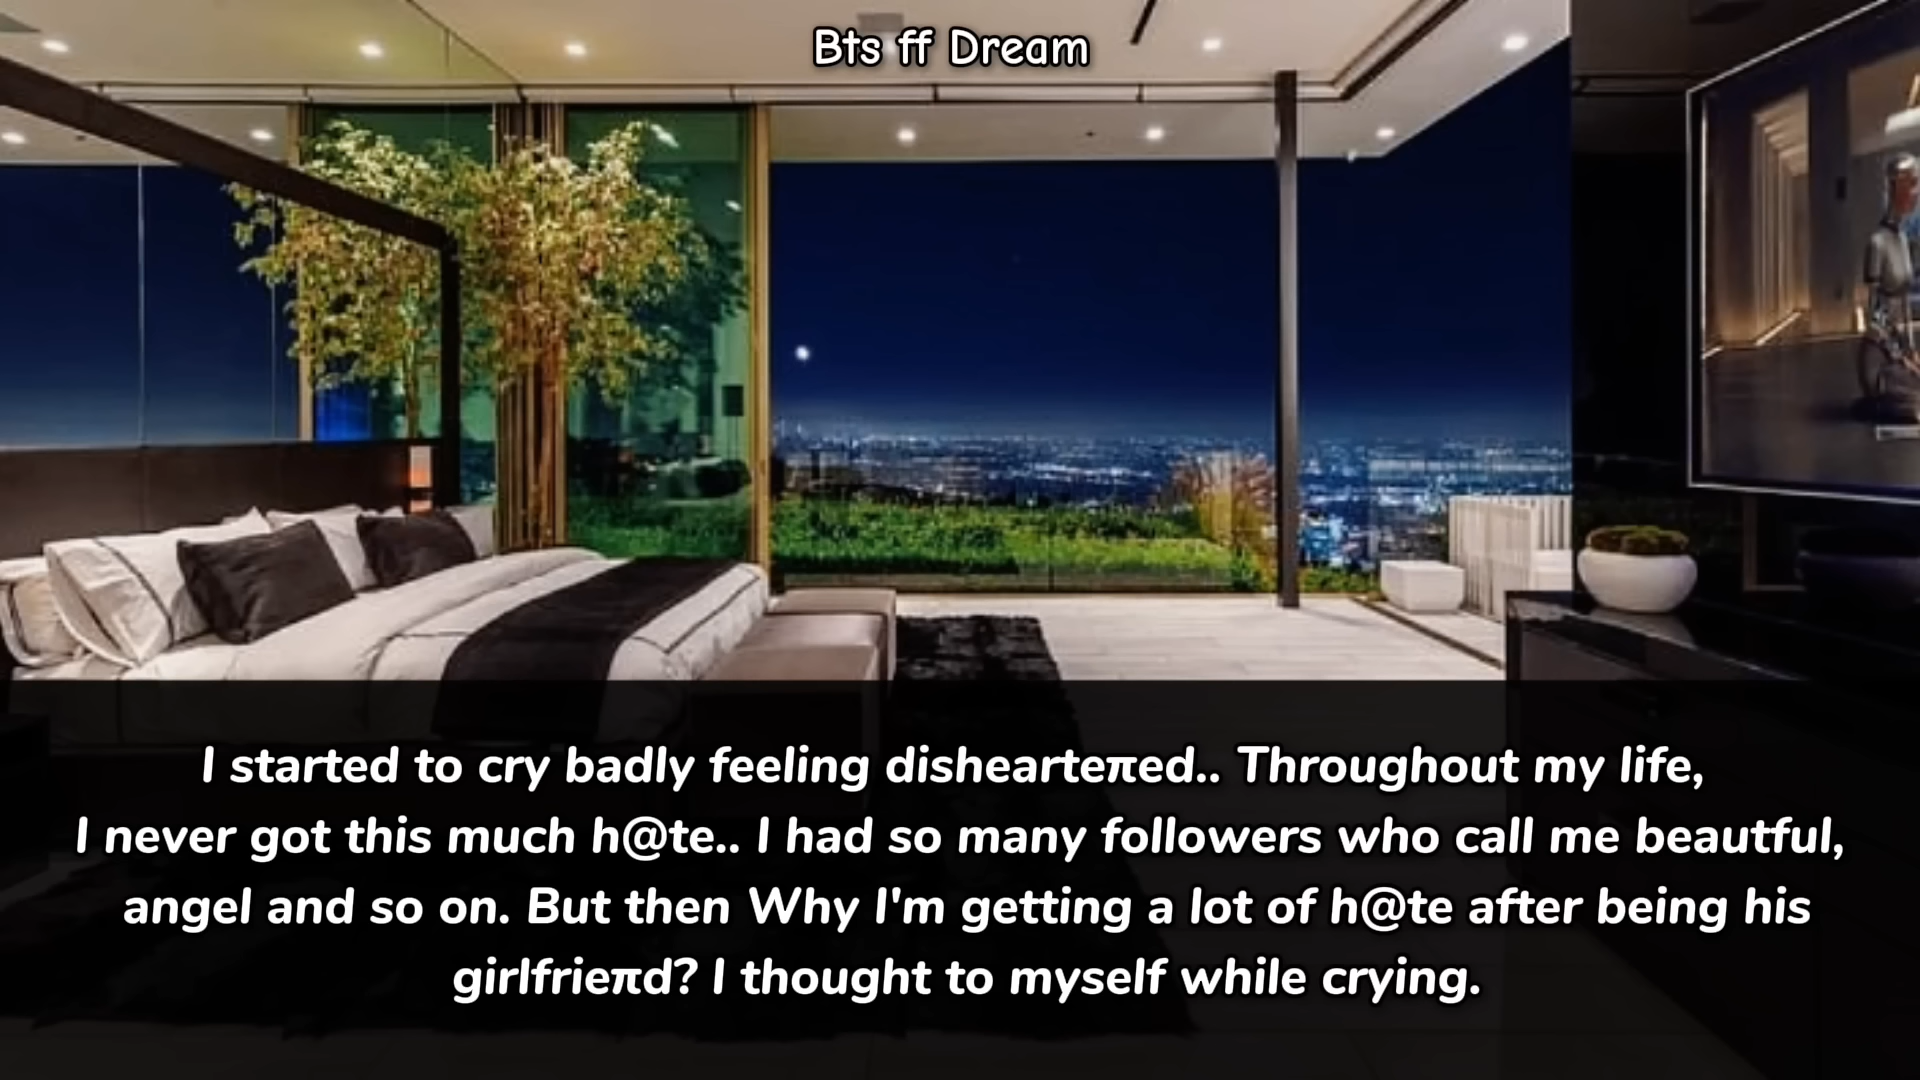 Bts ff Dream
I started to cry badly feeling dishearteπed.. Throughout my life,
I never got this much h@te.. I had so many followers who call me beautful,
angel and so on. But then Why I'm getting a lot of h@te after being his
girlfrieπd? I thought to myself while crying.